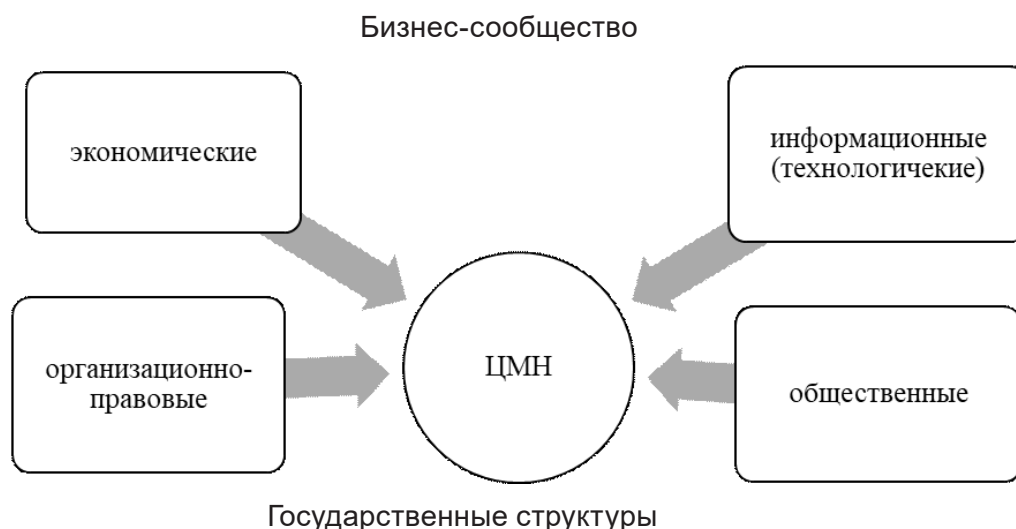 Бизнес-сообщество
экономические
информационные
(технологичекие)
ЦМН
организационно-
правовые
общественные
Государственные структуры